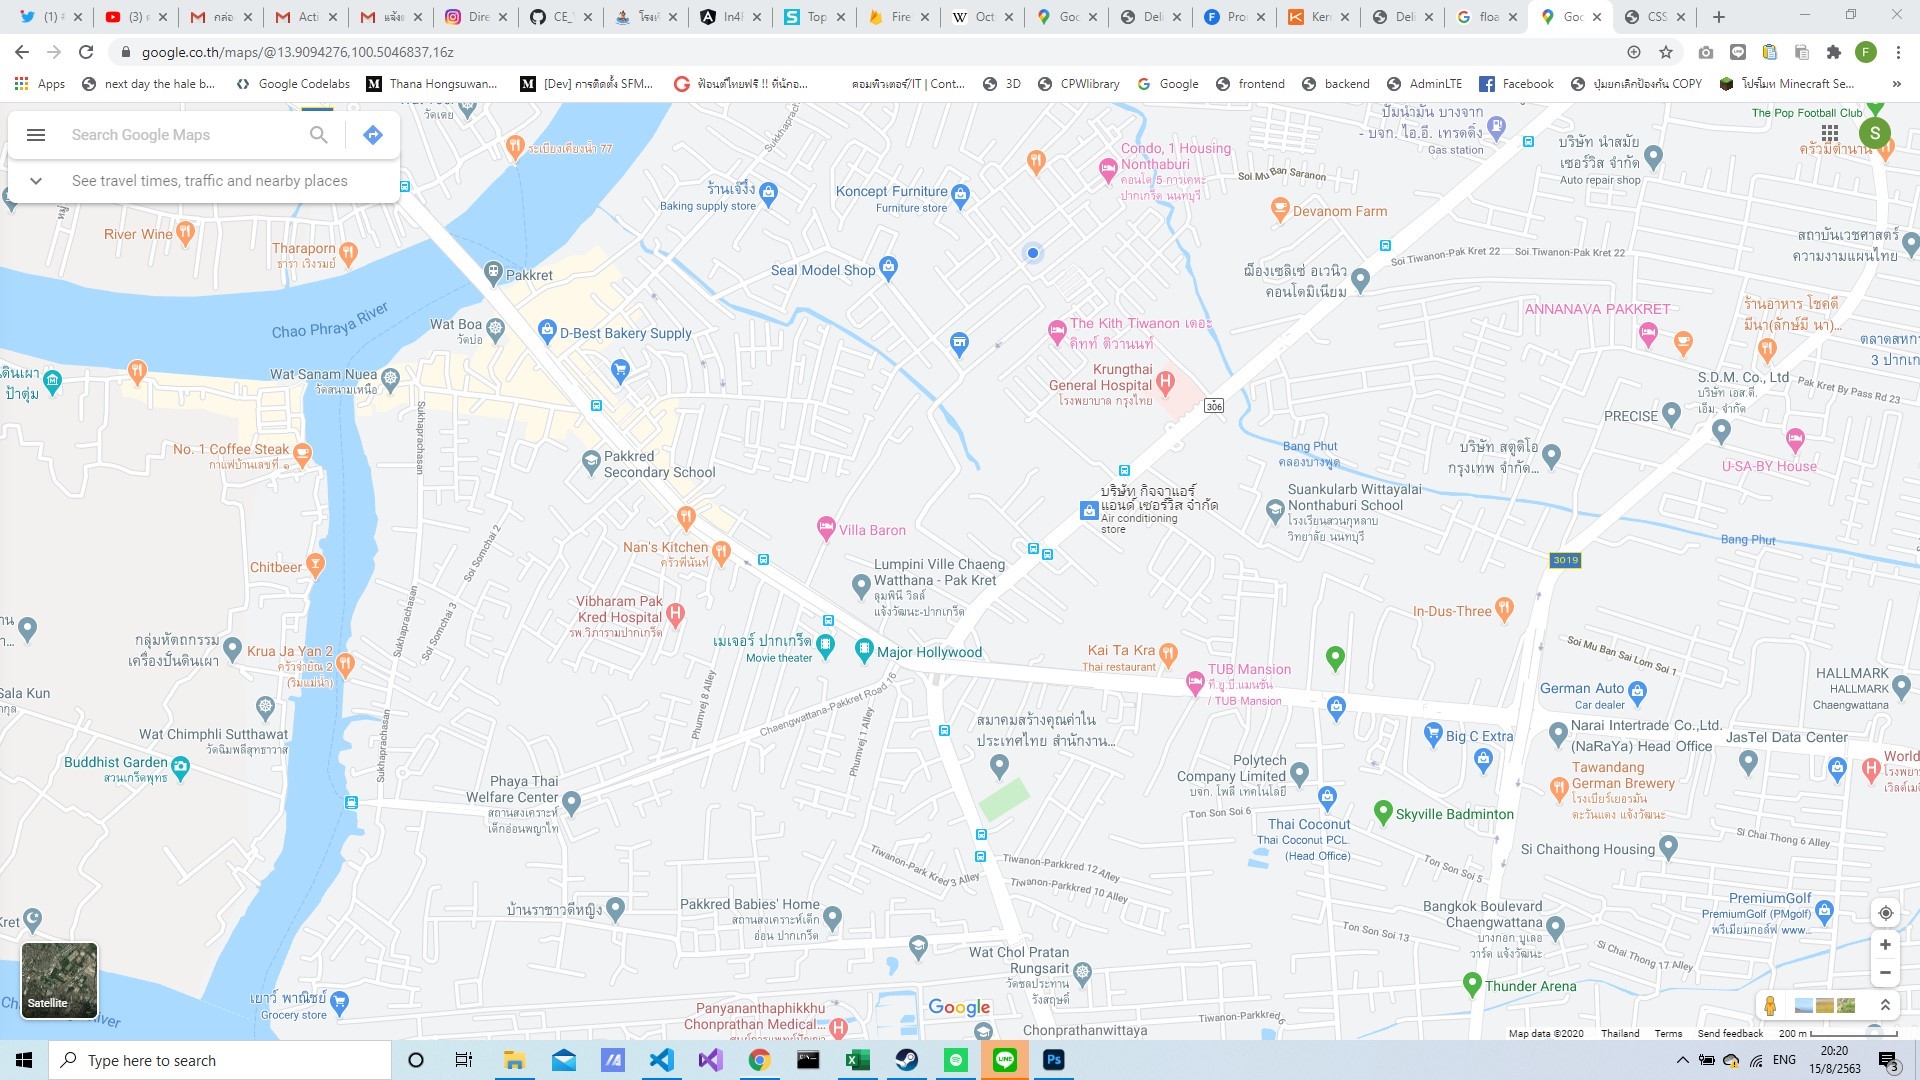 (1) ส
(3) ค
กล่อ
Acti
แจ้งเ
Dire
CE_
โรงเ
In4F
Top
Fire
Oct
Goc
Deli
Pro
Kerr
Deli
floa
Goc
CSS
google.co.th/maps/@13.9094276,100.5046837,16z
F
Apps
next day the hale b...
Google Codelabs
Thana Hongsuwan...
[Dev] การติดตั้ง SFM...
ฟ้อนต์ไทยฟรี !! ที่นักอ...
คอมพิวเตอร์/IT | Cont...
3D
CPWlibrary
Google
frontend
backend
AdminLTE
Facebook
ปุ่มยกเลิกป้องกัน COPY
โปรโมท Minecraft Se...
Search Google Maps
See travel times, traffic and nearby places
วัดเตย
ระเบียงเคียงน้ำ 77
Sukkhaprachas
ร้านเจ๊งั้ง
Baking supply store
Koncept Furniture
Furniture store
Condo, 1 Housing
Nonthaburi
คอนโด 5 การเคหะ
ปากเกร็ด นนทบุรี
Soi Mu Ban Saranon
ปั๊มน้ำมัน บางจาก
- บจก. ไอ.อี. เทรดดิ้ง
Gas station
บริษัท นำสมัย
เซอร์วิส จำกัด
Auto repair shop
The Pop Football Club
ครัวมีตำนาน
S
River Wine
Tharaporn
ธารา เริงรมย์
Pakkret
Seal Model Shop
Devanom Farm
Soi Tiwanon-Pak Kret 22
Soi Tiwanon-Pak Kret 22
สถาบันเวชศาสตร์
ความงามแผนไทย
ฌ็องเซลิเซ่ อเวนิว
คอนโดมิเนียม
Chao Phraya River
Wat Boa
วัดบ่อ
D-Best Bakery Supply
The Kith Tiwanon เดอะ
คิทท์ ติวานนท์
ANNANAVA PAKKRET
ร้านอาหาร โชคดี
มีนา(ลักษ์มี นา)...
ตลาดสหก
3 ปากเก
Wat Sanam Nuea
วัดสนามเหนือ
ดินเผา
ป้าตุ่ม
Krungthai
General Hospital
โรงพยาบาล กรุงไทย
306
S.D.M. Co., Ltd
บริษัท เอส.ดี.
เอ็ม. จำกัด
Pak Kret By Pass Rd 23
PRECISE
Sukhaprachasan
No. 1 Coffee Steak
กาแฟบ้านเลขที่ ๑
Pakkred
Secondary School
Bang Phut
คลองบางพูด
บริษัท สตูดิโอ
กรุงเทพ จำกัด...
U-SA-BY House
บริษัท กิจจาแอร์
แอนด์ เซอร์วิส จำกัด
Air conditioning
store
Suankularb Wittayalai
Nonthaburi School
โรงเรียนสวนกุหลาบ
วิทยาลัย นนทบุรี
Villa Baron
Bang Phut
Nan's Kitchen
ครัวพี่นันท์
Soi Somchai 2
Chitbeer
Lumpini Ville Chaeng
Watthana - Pak Kret
ลุมพินี วิลล์
แจ้งวัฒนะ-ปากเกร็ด
3019
Vibharam Pak
Kred Hospital
รพ.วิภารามปากเกร็ด
Soi Somchai 3
Sukhaprachasan
In-Dus-Three
กลุ่มหัตถกรรม
เครื่องปั้นดินเผา
Krua Ja Yan 2
ครัวจ่ายัณ 2
(ริมแม่น้ำ)
เมเจอร์ ปากเกร็ด
Movie theater
Major Hollywood
Kai Ta Kra
Thai restaurant
Soi Mu Ban Sai Lom Soi 1
TUB Mansion
ที.ยู.บี.แมนชั่น
/ TUB Mansion
HALLMARK
HALLMARK
Chaengwattana
Sala Kun
ากุล
German Auto
Car dealer
Phumvej 8 Alley
Chaengwattana-Pakkret Road 16
Phumvej 1 Alley
สมาคมสร้างคุณค่าใน
ประเทศไทย สำนักงาน...
Wat Chimphli Sutthawat
วัดฉิมพลีสุทธาวาส
Big C Extra
Narai Intertrade Co.,Ltd.
(NaRaYa) Head Office
JasTel Data Center
Sukhaprachasan
Buddhist Garden
สวนเกร็ดพุทธ
Phaya Thai
Welfare Center
สถานสงเคราะห์
เด็กอ่อนพญาไท
Polytech
Company Limited
บจก. โพลี เทคโนโลยี
Tawandang
German Brewery
โรงเบียร์เยอรมัน
ตะวันแดง แจ้งวัฒนะ
World
โรงพยา
เวิลด์เมดิ
Ton Son Soi 6
Thai Coconut
Thai Coconut PCL.
(Head Office)
Skyville Badminton
Si Chai Thong 6 Alley
Si Chaithong Housing
Tiwanon-Park Kred 3 Alley
Tiwanon-Parkkred 12 Alley
Tiwanon-Parkkred 10 Alley
Ton Son Soi 5
บ้านราชาวดีหญิง
Pakkred Babies' Home
สถานสงเคราะห์เด็ก
อ่อน ปากเกร็ด
Bangkok Boulevard
Chaengwattana
บางกอก บูเลอ
วาร์ด แจ้งวัฒนะ
PremiumGolf
PremiumGolf (PMgolf)
พรีเมียมกอล์ฟ www...
Kret
Ton Son Soi 13
Si Chai Thong 17 Alley
Wat Chol Pratan
Rungsarit
วัดชลประทาน
รังสฤษดิ์
Satellite
River
เยาว์ พาณิชย์
Grocery store
Panyananthaphikkhu
Chonprathan Medical...
Google
Thunder Arena
Tiwanon-Parkkred 6
Chonprathanwittaya
Map data ©2020
Thailand
Terms
Send feedback
200 m
Type here to search
LINE
Ps
ENG
20:20
15/8/2563
3